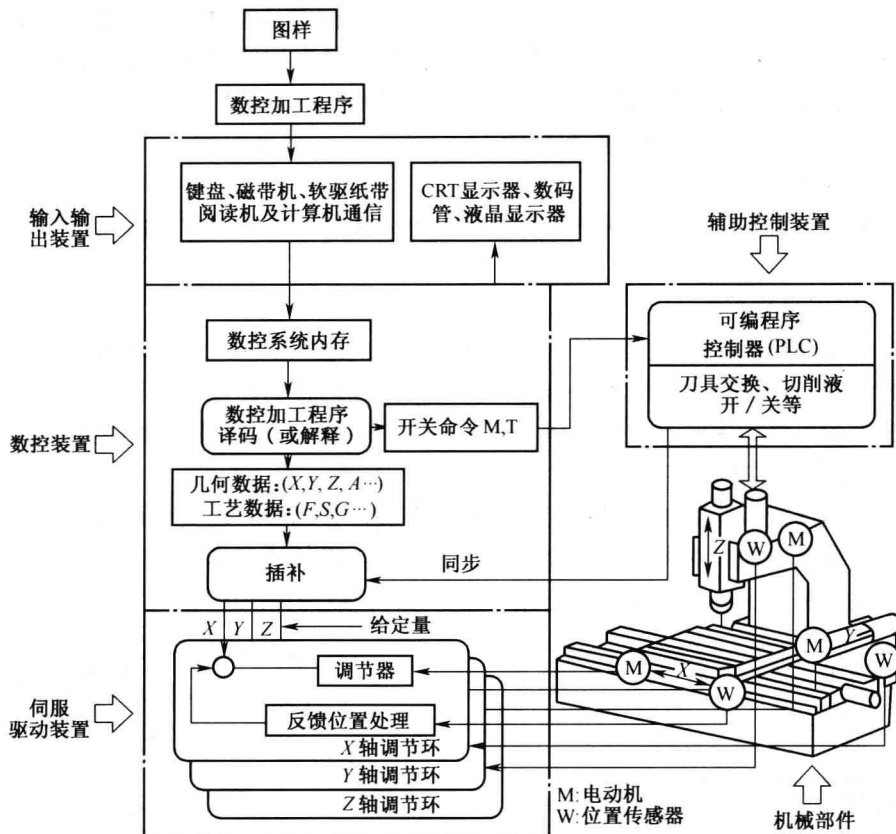 图样
数控加工程序
输入输
出装置
键盘、磁带机、软驱纸带
阅读机及计算机通信
CRT显示器、数码
管、液晶显示器
辅助控制装置
可编程序
控制器(PLC)
刀具交换、切削液
开/关等
数控装置
数控系统内存
数控加工程序
译码(或解释)
开关命令 M,T
几何数据:(X,Y,Z,A…)
工艺数据:(F,S,G…)
插补
同步
X
Y
Z
给定量
伺服
驱动装置
调节器
反馈位置处理
X轴调节环
Y轴调节环
Z轴调节环
Z
W
M
M
X
W
M
Y
W
M:电动机
W:位置传感器
机械部件